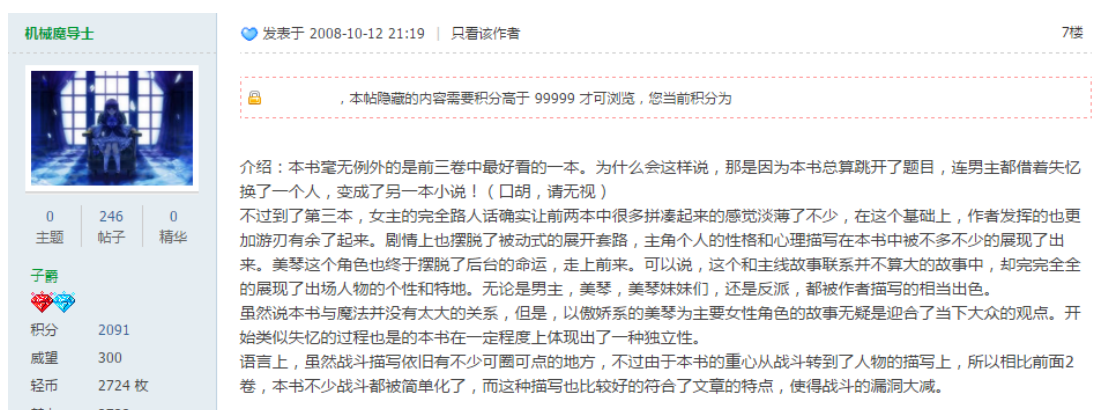 机械魔导士
发表于 2008-10-12 21:19 | 只看该作者
7楼
,本帖隐藏的内容需要积分高于 99999 才可浏览,您当前积分为
介绍:本书毫无例外的是前三卷中最好看的一本。为什么会这样说,那是因为本书总算跳开了题目,连男主都借着失忆
换了一个人,变成了另一本小说!(口胡,请无视)
不过到了第三本,女主的完全路人话确实让前两本中很多拼凑起来的感觉淡薄了不少,在这个基础上,作者发挥的也更
加游刃有余了起来。剧情上也摆脱了被动式的展开套路,主角个人的性格和心理描写在本书中被不多不少的展现了出
来。美琴这个角色也终于摆脱了后台的命运,走上前来。可以说,这个和主线故事联系并不算大的故事中,却完完全全
的展现了出场人物的个性和特地。无论是男主,美琴,美琴妹妹们,还是反派,都被作者描写的相当出色。
虽然说本书与魔法并没有太大的关系,但是,以傲娇系的美琴为主要女性角色的故事无疑是迎合了当下大众的观点。开
始类似失忆的过程也是的本书在一定程度上体现出了一种独立性。
语言上,虽然战斗描写依旧有不少可圈可点的地方,不过由于本书的重心从战斗转到了人物的描写上,所以相比前面2
卷,本书不少战斗都被简单化了,而这种描写也比较好的符合了文章的特点,使得战斗的漏洞大减。
0 246 0
主题 帖子 精华
子爵
积分 2091
威望 300
轻币 2724 枚